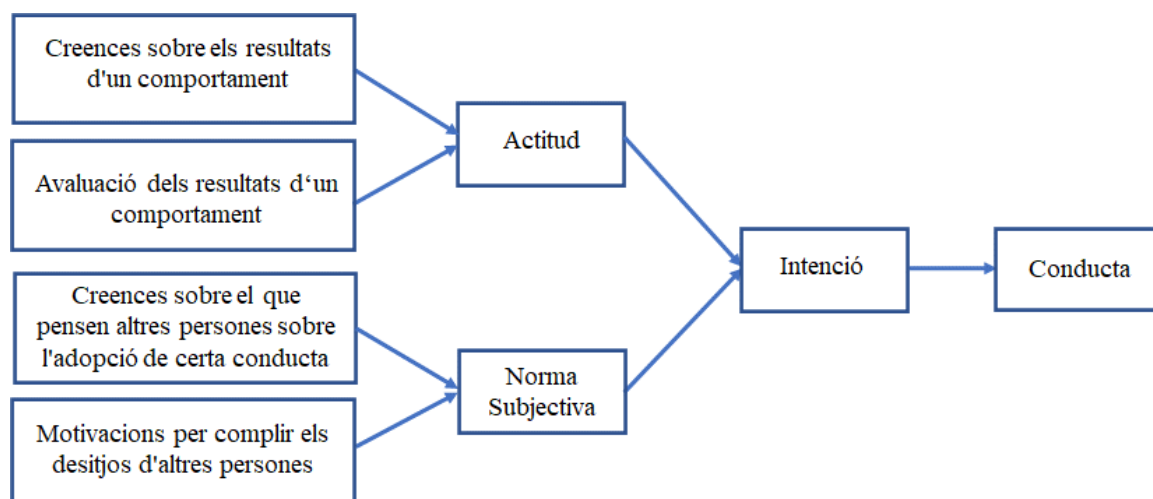 Creences sobre els resultats
d'un comportament
Avaluació dels resultats d‘un
comportament
Creences sobre el que
pensen altres persones sobre
l'adopció de certa conducta
Motivacions per complir els
desitjos d'altres persones
Actitud
Norma
Subjectiva
Intenció
Conducta